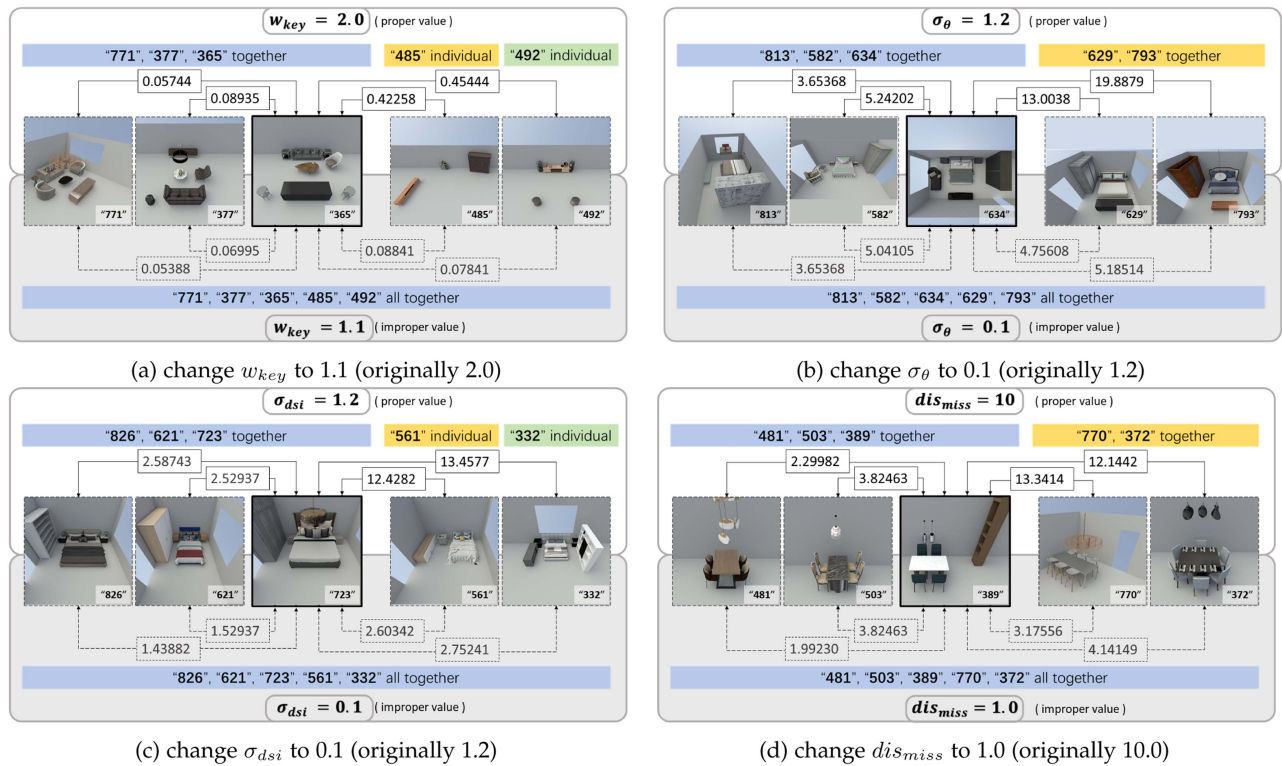 w_key = 2.0 ( proper value )
“771”, “377”, “365” together
“485” individual
“492” individual
0.05744
0.45444
0.08935
0.42258
“771”
“377”
“365”
“485”
“492”
0.06995
0.08841
0.05388
0.07841
“771”, “377”, “365”, “485”, “492” all together
w_key = 1.1 ( improper value )
(a) change w_key to 1.1 (originally 2.0)
σ_θ = 1.2 ( proper value )
“813”, “582”, “634” together
“629”, “793” together
3.65368
19.8879
5.24202
13.0038
“813”
“582”
“634”
“629”
“793”
5.04105
4.75608
3.65368
5.18514
“813”, “582”, “634”, “629”, “793” all together
σ_θ = 0.1 ( improper value )
(b) change σ_θ to 0.1 (originally 1.2)
σ_dsi = 1.2 ( proper value )
“826”, “621”, “723” together
“561” individual
“332” individual
2.58743
13.4577
2.52937
12.4282
“826”
“621”
“723”
“561”
“332”
1.52937
2.60342
1.43882
2.75241
“826”, “621”, “723”, “561”, “332” all together
σ_dsi = 0.1 ( improper value )
(c) change σ_dsi to 0.1 (originally 1.2)
dis_miss = 10 ( proper value )
“481”, “503”, “389” together
“770”, “372” together
2.29982
12.1442
3.82463
13.3414
“481”
“503”
“389”
“770”
“372”
3.82463
3.17556
1.99230
4.14149
“481”, “503”, “389”, “770”, “372” all together
dis_miss = 1.0 ( improper value )
(d) change dis_miss to 1.0 (originally 10.0)